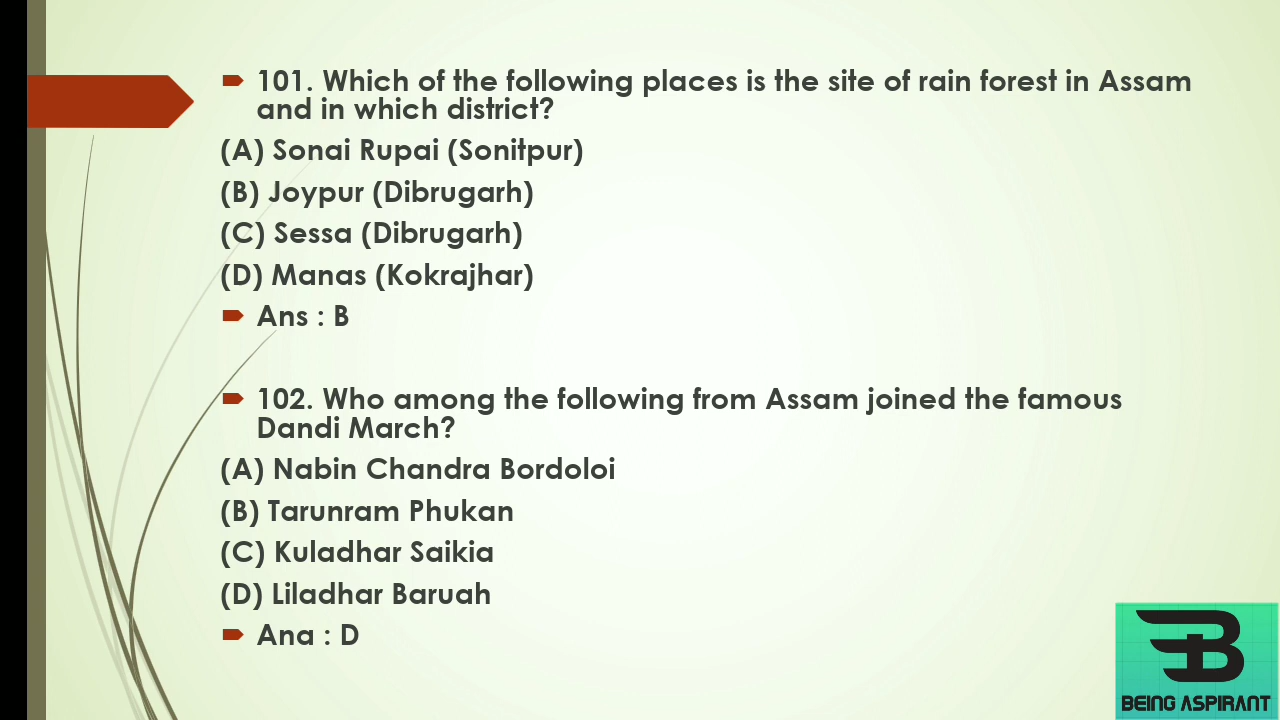 101. Which of the following places is the site of rain forest in Assam
and in which district?
(A) Sonai Rupai (Sonitpur)
(B) Joypur (Dibrugarh)
(C) Sessa (Dibrugarh)
(D) Manas (Kokrajhar)
Ans : B
102. Who among the following from Assam joined the famous
Dandi March?
(A) Nabin Chandra Bordoloi
(B) Tarunram Phukan
(C) Kuladhar Saikia
(D) Liladhar Baruah
Ana : D
BEING ASPIRANT